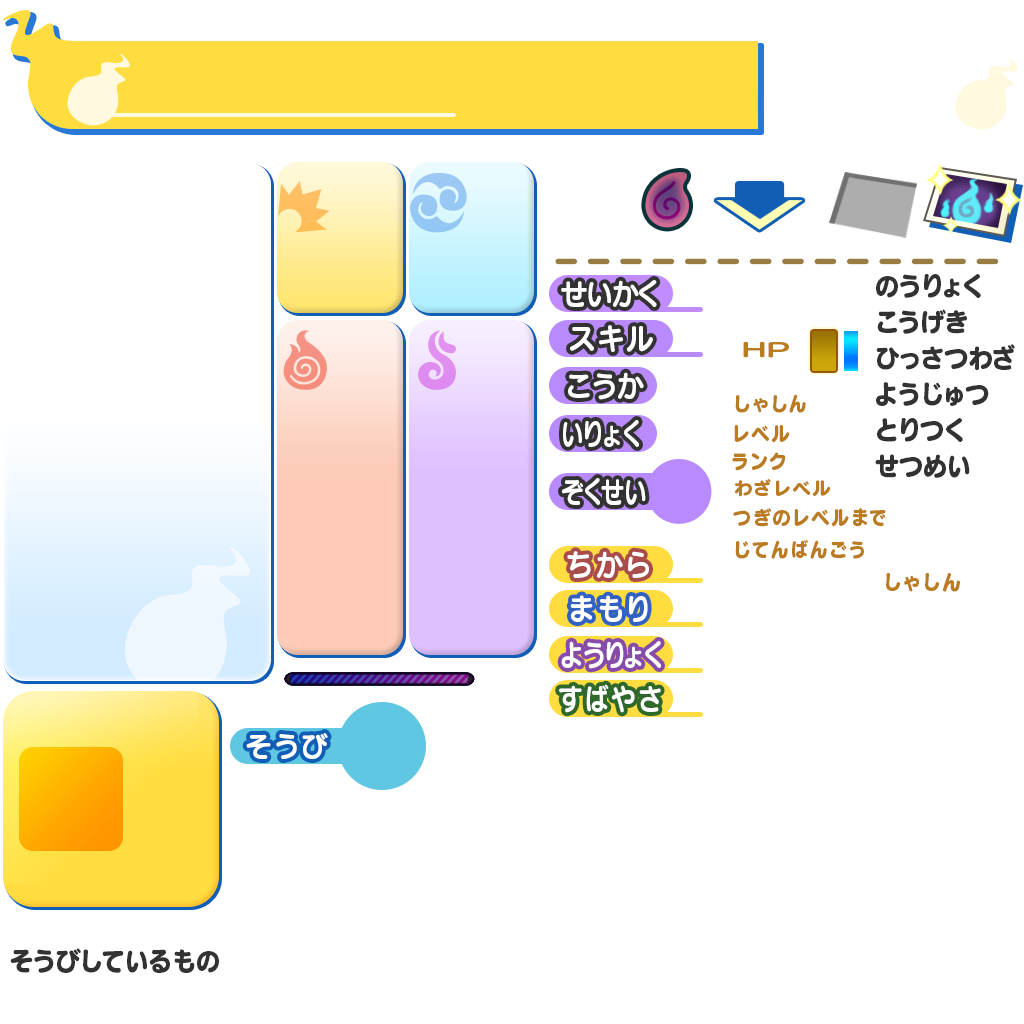 せいかく
スキル
こうか
いりょく
ぞくせい
ちから
まもり
ようりょく
すばやさ
HP
しゃしん
レベル
ランク
わざレベル
つぎのレベルまで
じてんばんごう
しゃしん
のうりょく
こうげき
ひっさつわざ
ようじゅつ
とりつく
せつめい
そうび
そうびしているもの